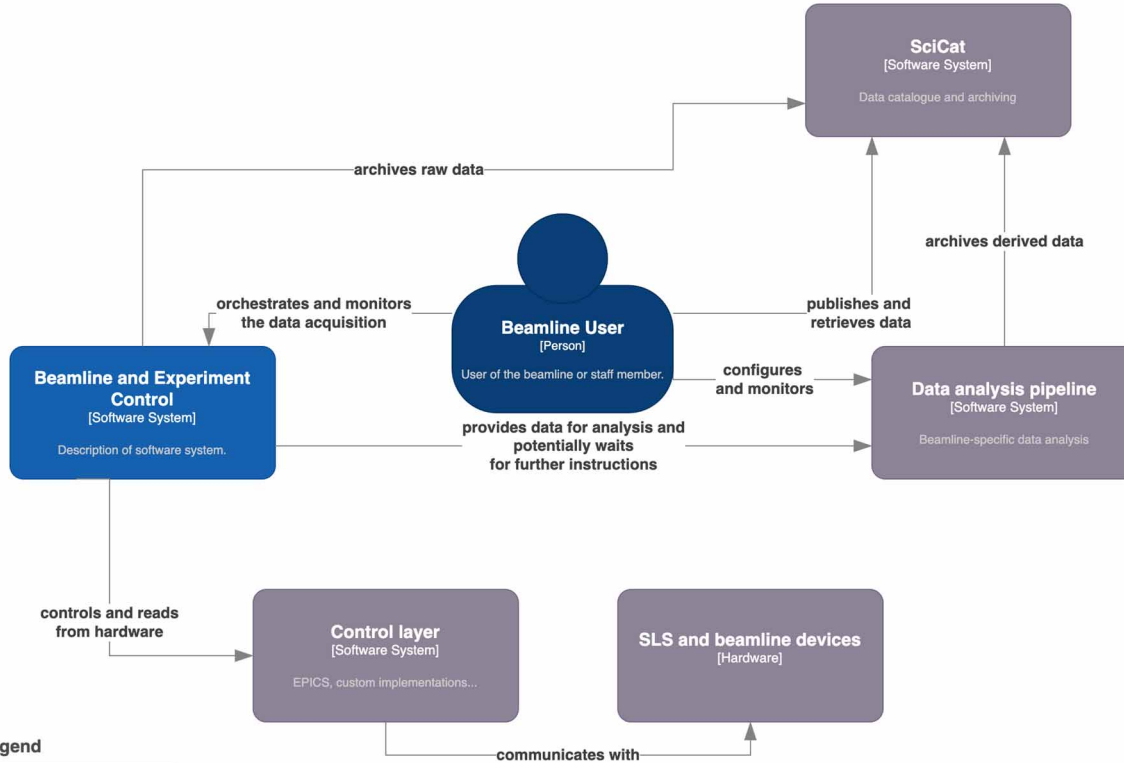 SciCat
[Software System]
Data catalogue and archiving
archives raw data
archives derived data
orchestrates and monitors
the data acquisition
Beamline User
[Person]
User of the beamline or staff member.
publishes and
retrieves data
Beamline and Experiment
Control
[Software System]
Description of software system.
configures
and monitors
Data analysis pipeline
[Software System]
Beamline-specific data analysis
provides data for analysis and
potentially waits
for further instructions
controls and reads
from hardware
Control layer
[Software System]
EPICS, custom implementations...
SLS and beamline devices
[Hardware]
communicates with
gend